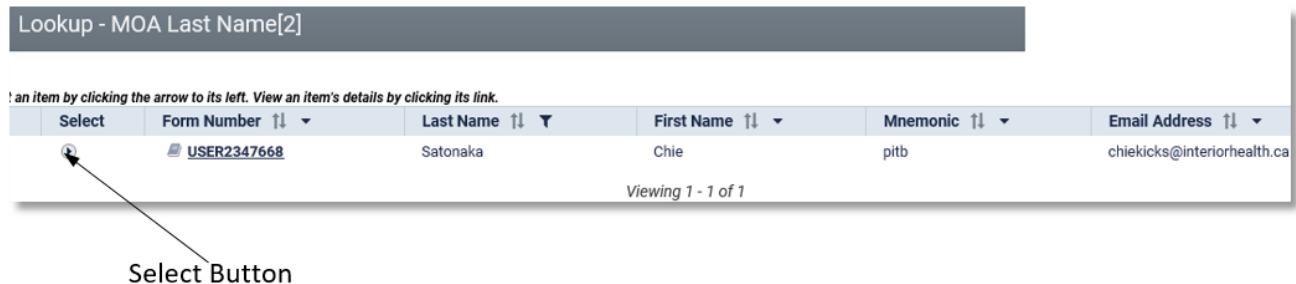 Lookup - MOA Last Name[2]
an item by clicking the arrow to its left. View an item's details by clicking its link.
Select Form Number Last Name First Name Mnemonic Email Address
USER2347668 Satonaka Chie pitb chiekicks@interiorhealth.ca
Viewing 1 - 1 of 1
Select Button